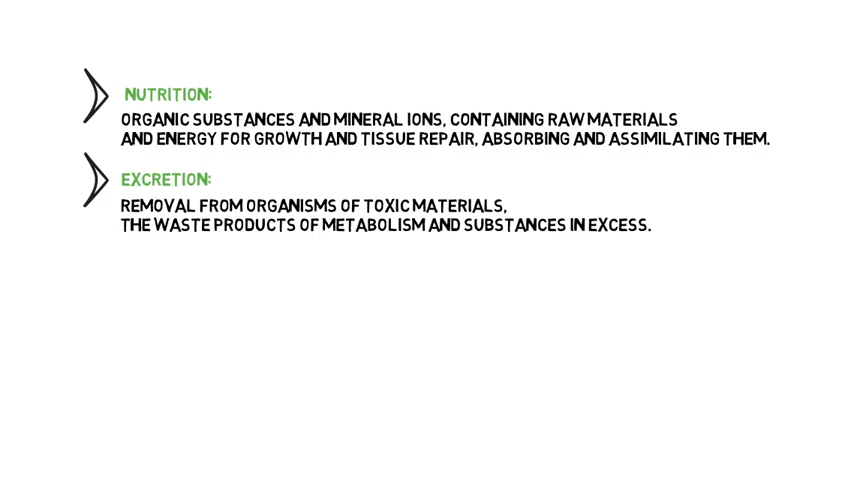 NUTRITION:
ORGANIC SUBSTANCES AND MINERAL IONS, CONTAINING RAW MATERIALS
AND ENERGY FOR GROWTH AND TISSUE REPAIR, ABSORBING AND ASSIMILATING THEM.
EXCRETION:
REMOVAL FROM ORGANISMS OF TOXIC MATERIALS,
THE WASTE PRODUCTS OF METABOLISM AND SUBSTANCES IN EXCESS.